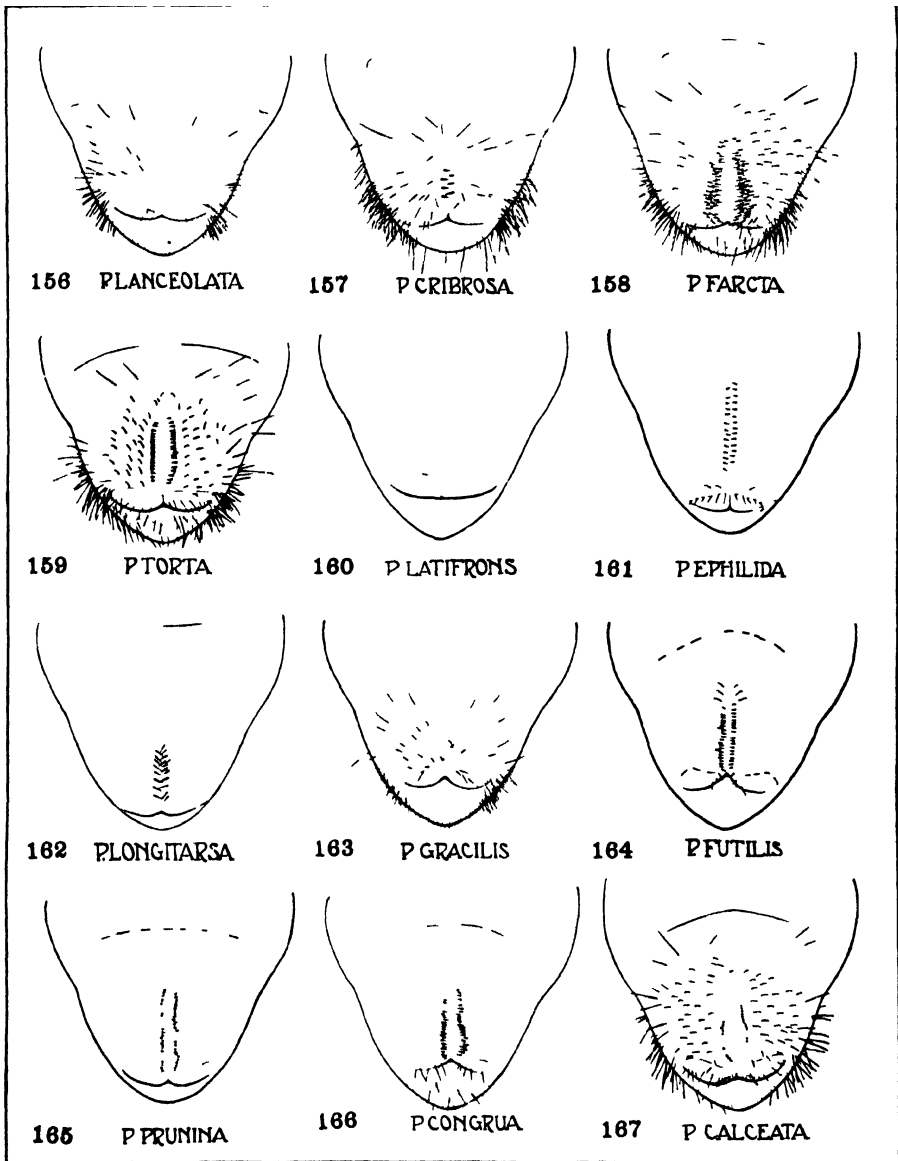 156 P.LANCEOLATA
157 P CRIBROSA
158 P FARCTA
159 P TORTA
160 P LATIFRONS
161 P EPHILIDA
162 P.LONGITARSA
163 P GRACILIS
164 P FUTILIS
165 P PRUNINA
166 P CONGRUA
167 P CALCEATA